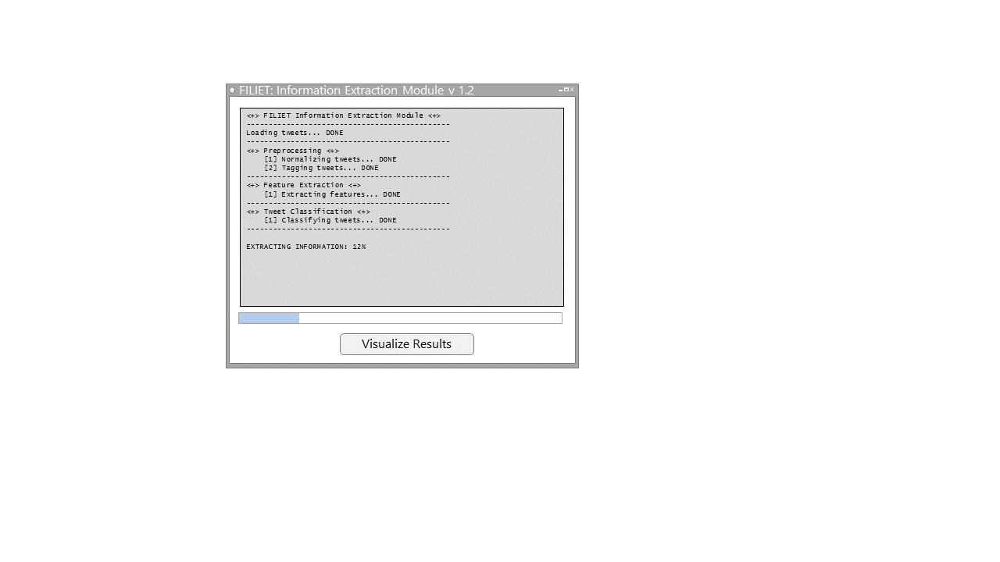 FILIET: Information Extraction Module v 1.2
<+> FILIET Information Extraction Module <+>
-----------------------------------------------
Loading tweets... DONE
-----------------------------------------------
<+> Preprocessing <+>
[1] Normalizing tweets... DONE
[2] Tagging tweets... DONE
-----------------------------------------------
<+> Feature Extraction <+>
[1] Extracting features... DONE
-----------------------------------------------
<+> Tweet Classification <+>
[1] Classifying tweets... DONE
-----------------------------------------------
EXTRACTING INFORMATION: 12%
Visualize Results